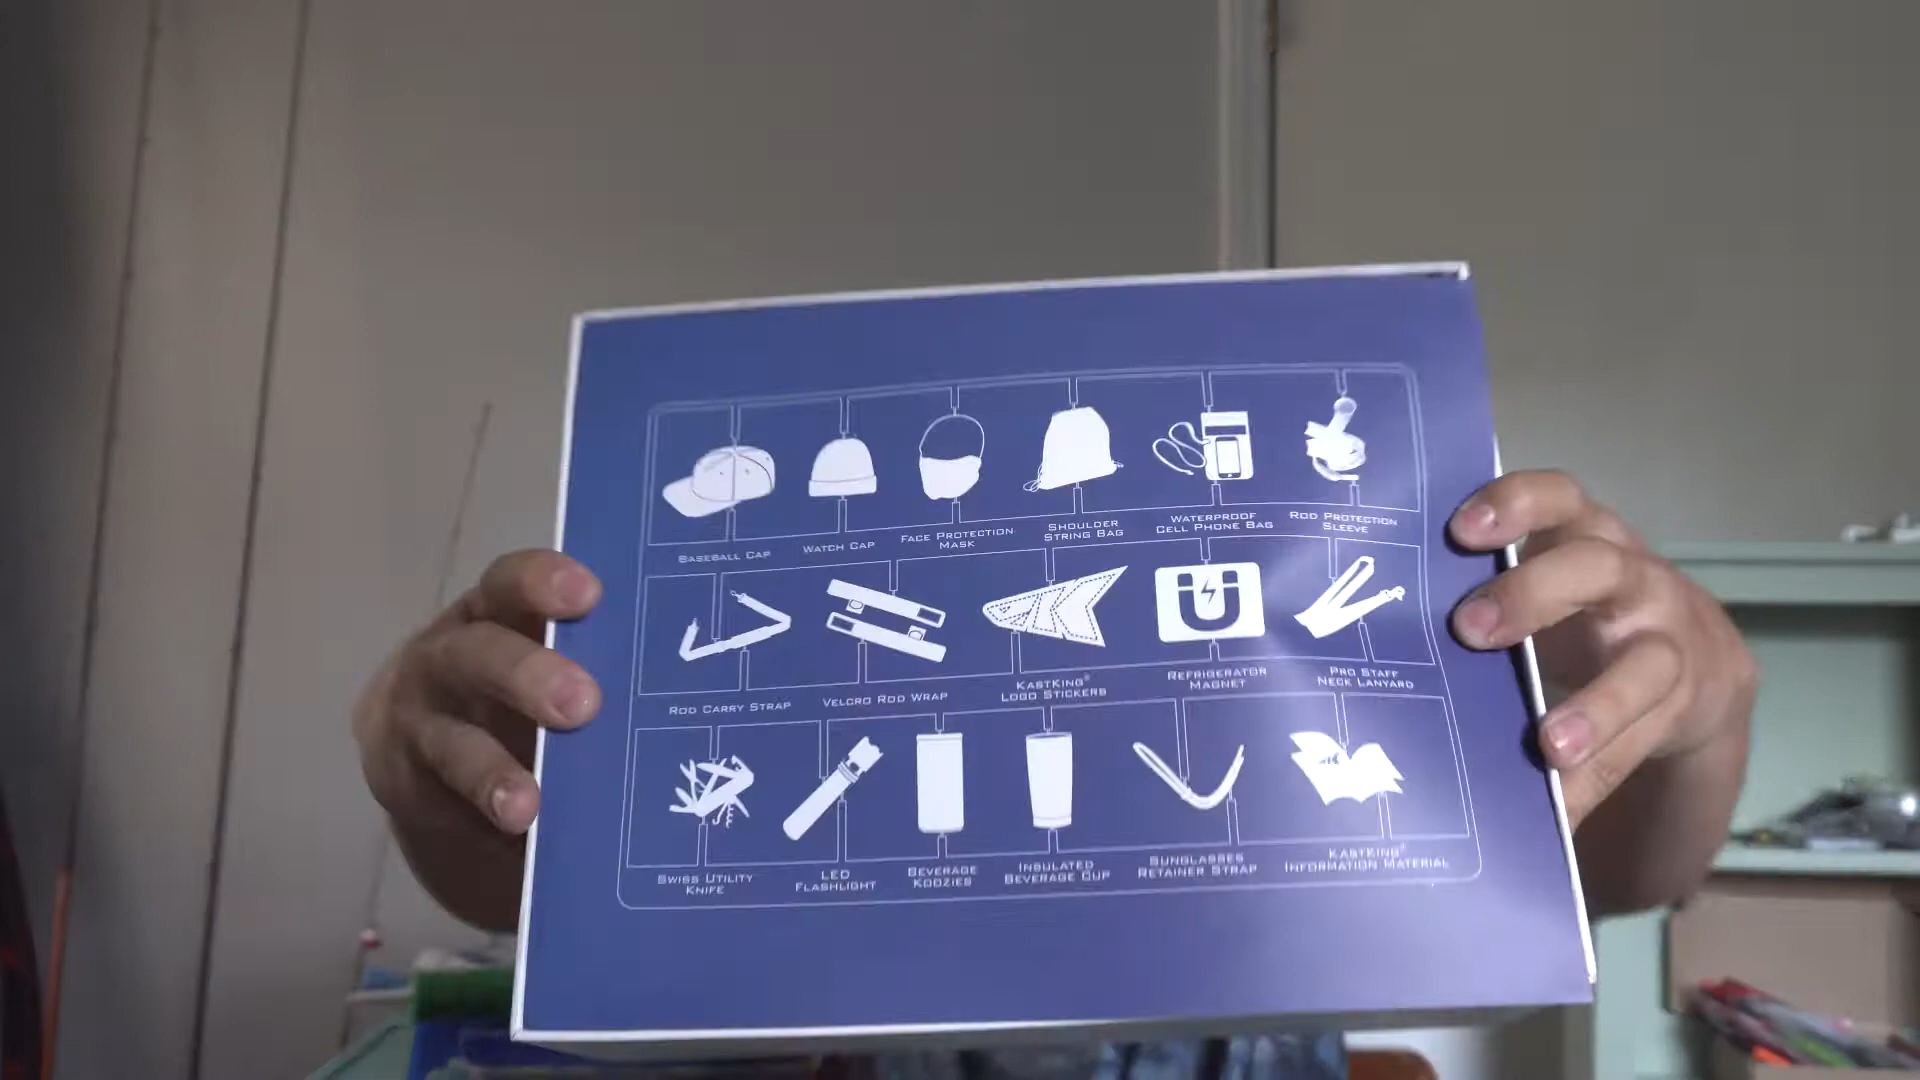 BASEBALL CAP
WATCH CAP
FACE PROTECTION
MASK
SHOULDER
STRING BAG
WATERPROOF
CELL PHONE BAG
ROD PROTECTION
SLEEVE
ROD CARRY STRAP
VELCRO ROD WRAP
KASTKING®
LOGO STICKERS
REFRIGERATOR
MAGNET
PRO STAFF
NECK LANYARD
SWISS UTILITY
KNIFE
LED
FLASHLIGHT
BEVERAGE
KOOZIES
INSULATED
BEVERAGE CUP
SUNGLASSES
RETAINER STRAP
KASTKING®
INFORMATION MATERIAL